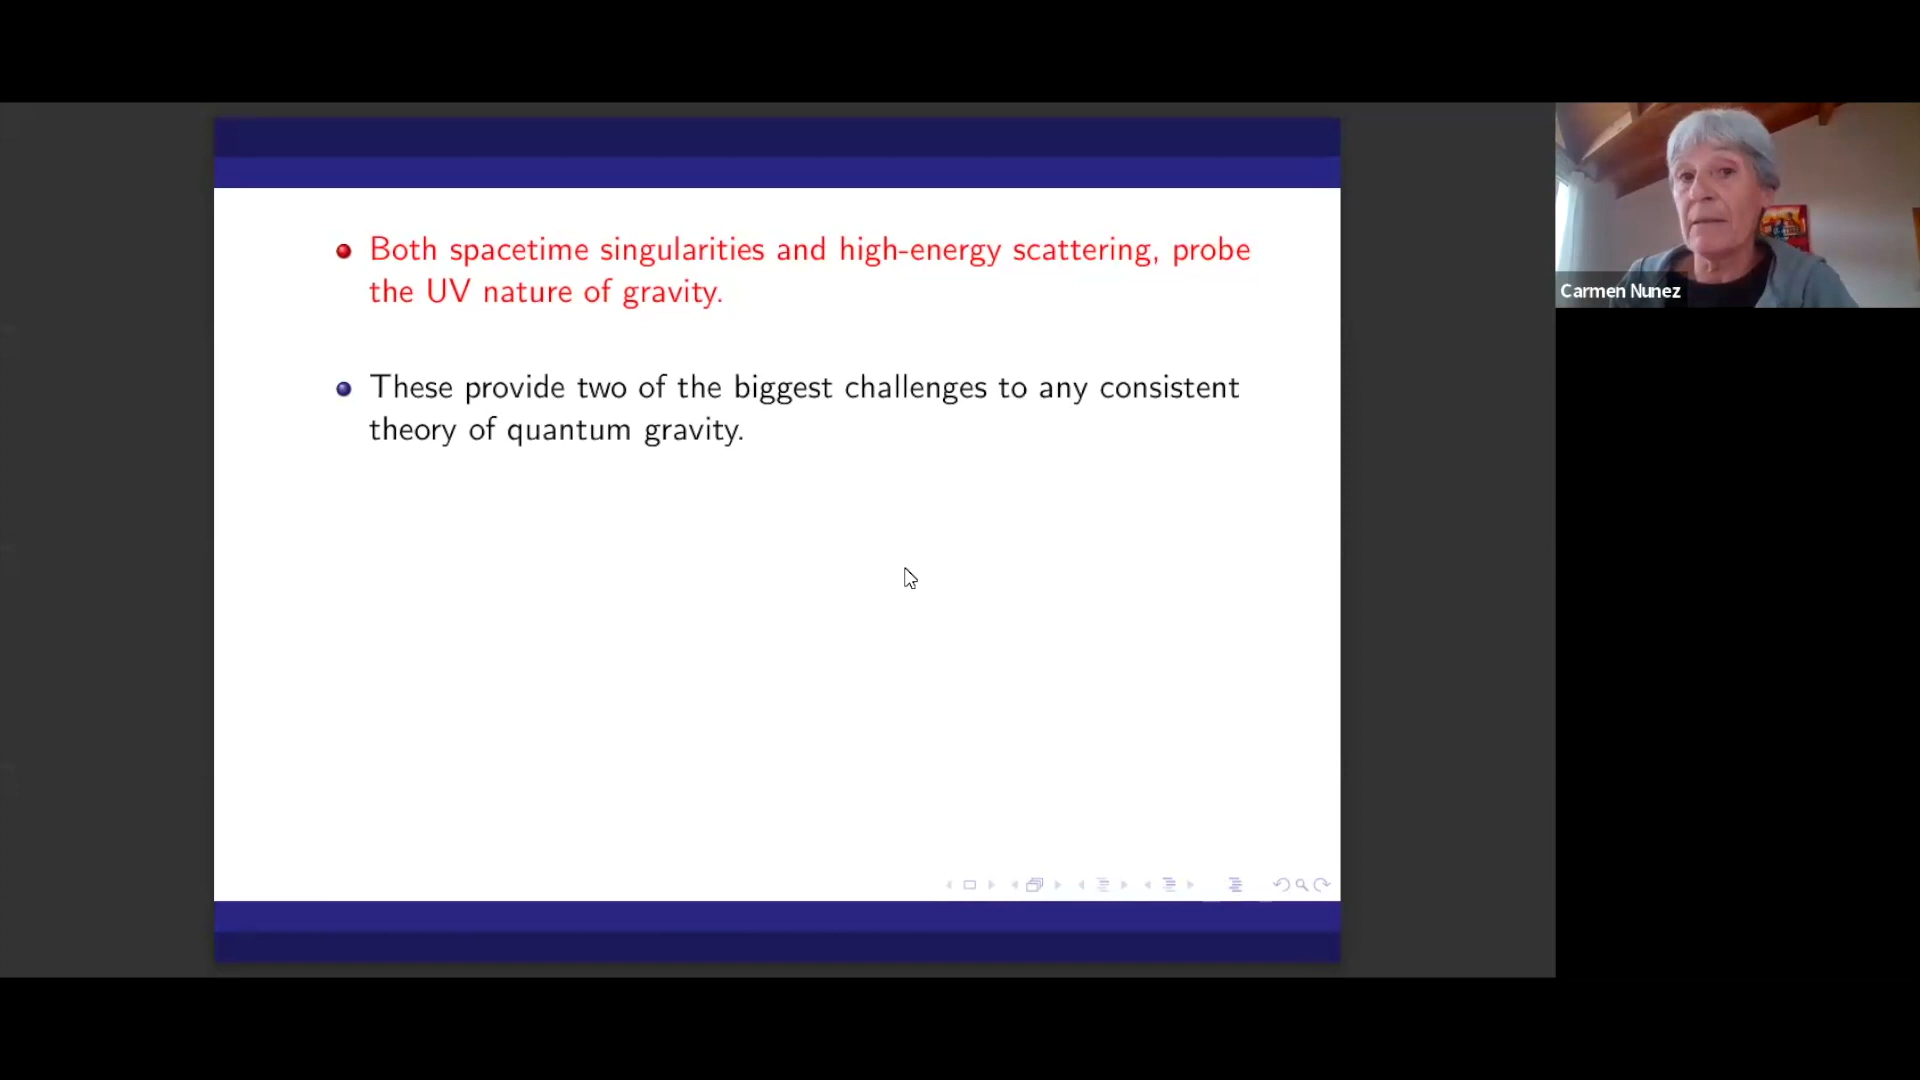 Both spacetime singularities and high-energy scattering, probe
the UV nature of gravity.
These provide two of the biggest challenges to any consistent
theory of quantum gravity.
Carmen Nunez